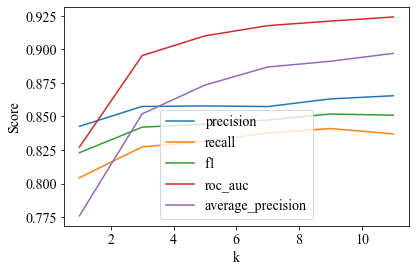 0.925
0.900
0.875
0.850
0.825
0.800
0.775
Score
precision
recall
f1
roc_auc
average_precision
2 4 6 8 10
k